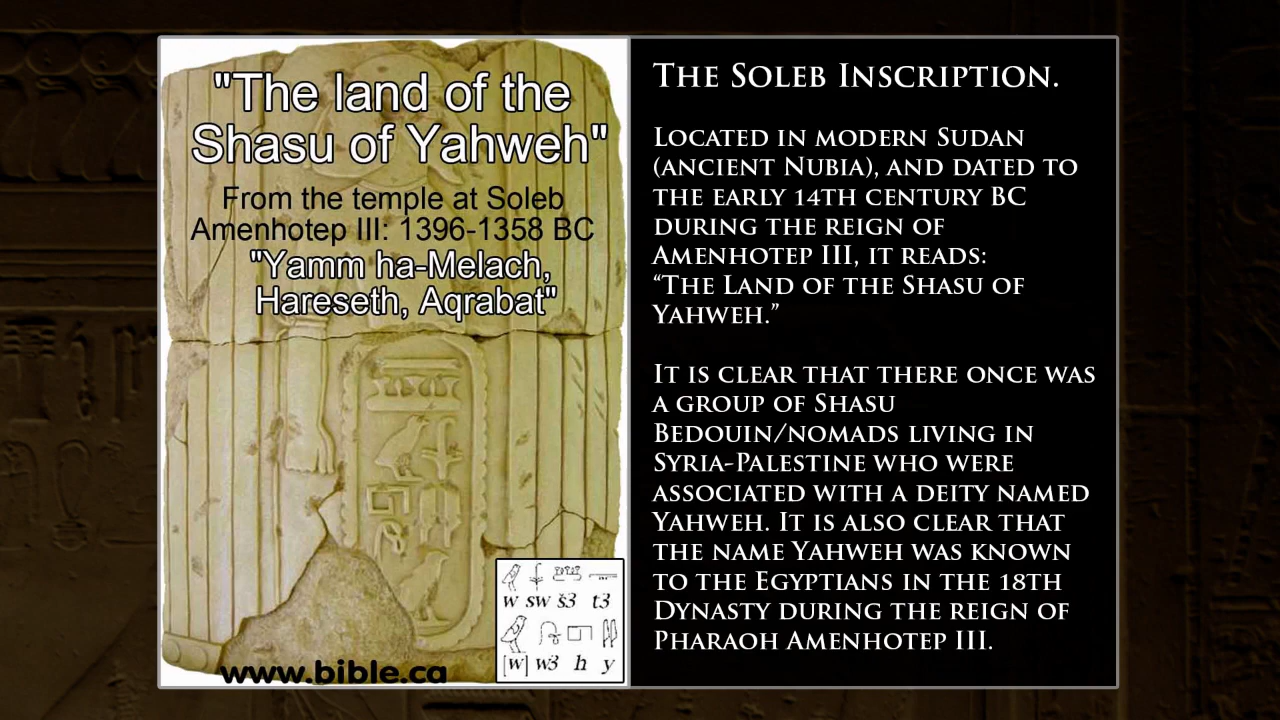 "The land of the
Shasu of Yahweh"
From the temple at Soleb
Amenhotep III: 1396-1358 BC
"Yamm ha-Melach,
Hareseth, Aqrabat"
w sw š3 t3
[w] w3 h y
www.bible.ca
The Soleb Inscription.
Located in modern Sudan
(ancient Nubia), and dated to
the early 14th century BC
during the reign of
Amenhotep III, it reads:
“The Land of the Shasu of
Yahweh.”
It is clear that there once was
a group of Shasu
Bedouin/nomads living in
Syria-Palestine who were
associated with a deity named
Yahweh. It is also clear that
the name Yahweh was known
to the Egyptians in the 18th
Dynasty during the reign of
Pharaoh Amenhotep III.